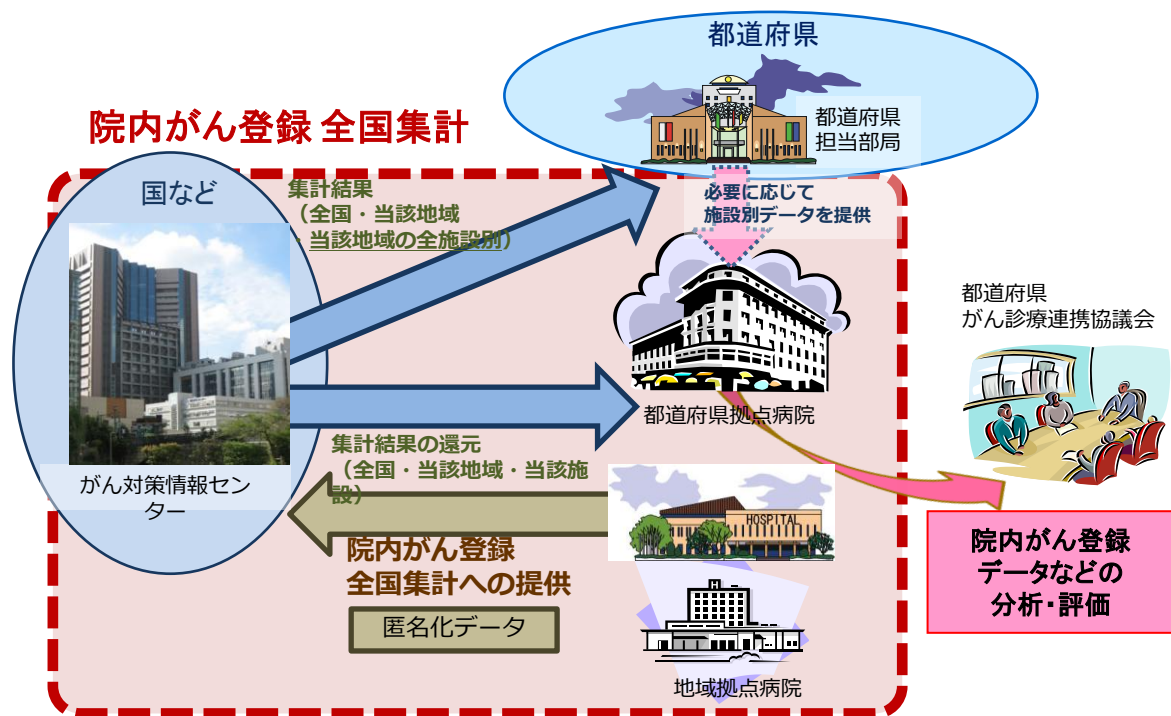 都道府県
都道府県
担当部局
院内がん登録 全国集計
国など
集計結果
（全国・当該地域
・当該地域の全施設別）
必要に応じて
施設別データを提供
都道府県
がん診療連携協議会
都道府県拠点病院
集計結果の還元
（全国・当該地域・当該施
設）
がん対策情報セン
ター
HOSPITAL
院内がん登録
全国集計への提供
匿名化データ
地域拠点病院
院内がん登録
データなどの
分析・評価